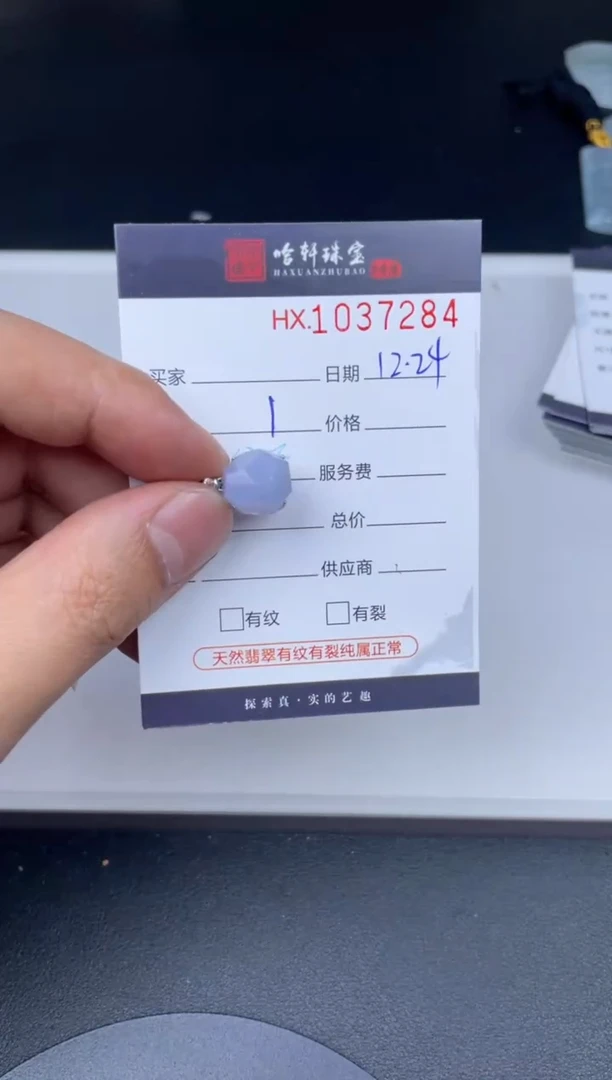 哈轩珠宝
HAXUANZHUBAO
HX.1037284
买家 日期 12.24
1 价格
服务费
总价
供应商
有纹 有裂
天然翡翠有纹有裂纯属正常
探索真·实的艺趣